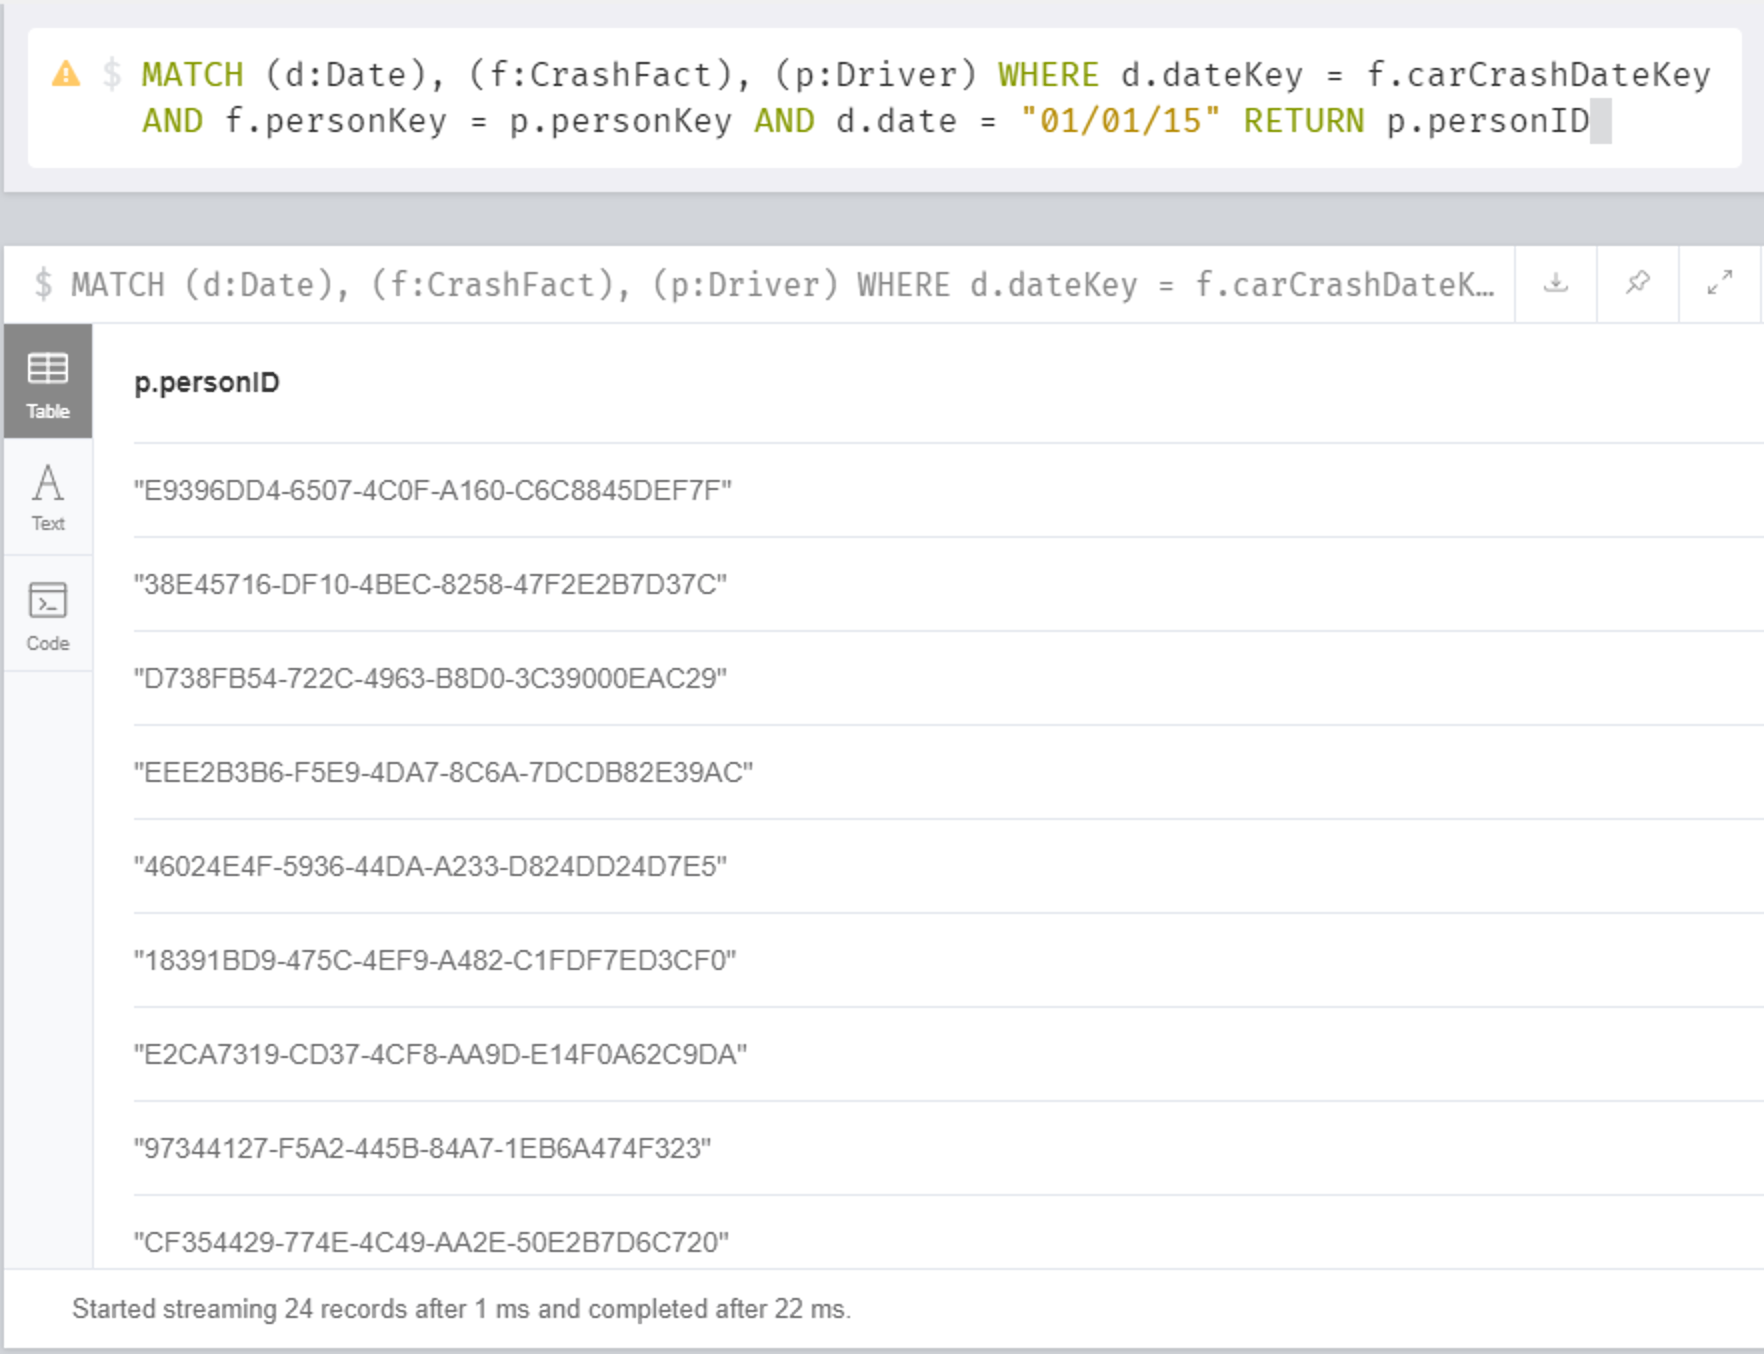 $ MATCH (d:Date), (f:CrashFact), (p:Driver) WHERE d.dateKey = f.carCrashDateKey
AND f.personKey = p.personKey AND d.date = "01/01/15" RETURN p.personID
$ MATCH (d:Date), (f:CrashFact), (p:Driver) WHERE d.dateKey = f.carCrashDateK…
Table
p.personID
"E9396DD4-6507-4C0F-A160-C6C8845DEF7F"
A
Text
"38E45716-DF10-4BEC-8258-47F2E2B7D37C"
Code
"D738FB54-722C-4963-B8D0-3C39000EAC29"
"EEE2B3B6-F5E9-4DA7-8C6A-7DCDB82E39AC"
"46024E4F-5936-44DA-A233-D824DD24D7E5"
"18391BD9-475C-4EF9-A482-C1FDF7ED3CF0"
"E2CA7319-CD37-4CF8-AA9D-E14F0A62C9DA"
"97344127-F5A2-445B-84A7-1EB6A474F323"
"CF354429-774E-4C49-AA2E-50E2B7D6C720"
Started streaming 24 records after 1 ms and completed after 22 ms.